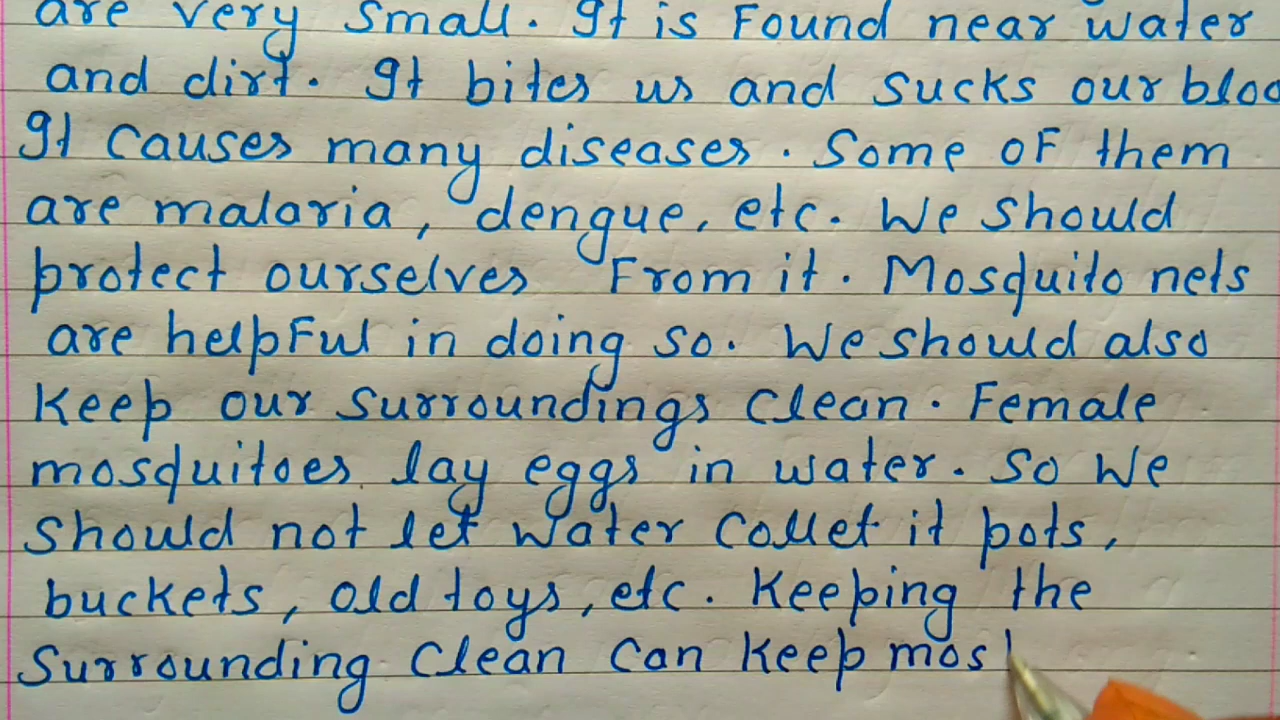 are very small. It is Found near water
and dirt. It bites us and sucks our bloo
It causes many diseases. Some of them
are malaria, dengue, etc. We should
protect ourselves From it. Mosquito nets
are helpful in doing so. We should also
Keep our surroundings clean. Female
mosquitoes lay eggs in water. So we
should not let water collet it pots,
buckets, old toys, etc. Keeping the
surrounding clean can keep mos